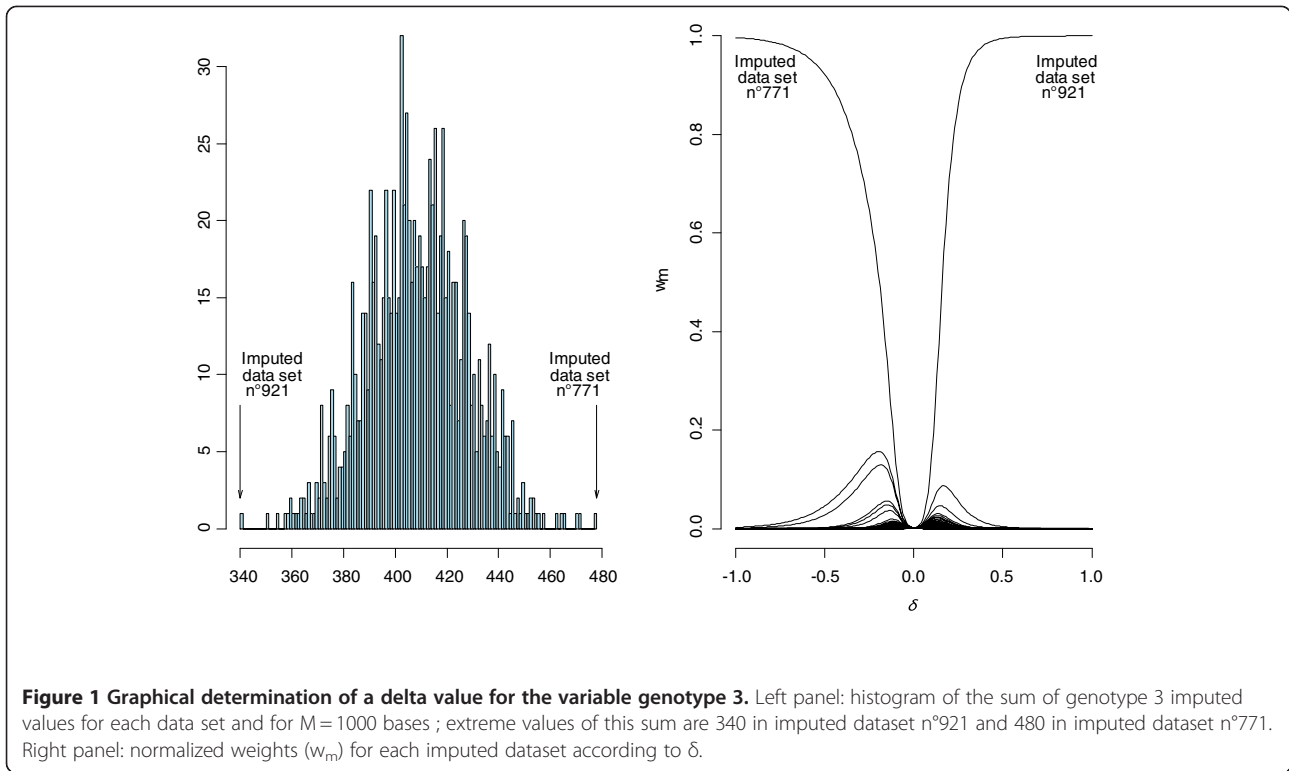 30
25
20
15
10
5
0
Imputed
data set
n°921
Imputed
data set
n°771
340 360 380 400 420 440 460 480
1.0
0.8
0.6
0.4
0.2
0.0
wm
Imputed
data set
n°771
Imputed
data set
n°921
-1.0 -0.5 0.0 0.5 1.0
δ
Figure 1 Graphical determination of a delta value for the variable genotype 3. Left panel: histogram of the sum of genotype 3 imputed
values for each data set and for M = 1000 bases ; extreme values of this sum are 340 in imputed dataset n°921 and 480 in imputed dataset n°771.
Right panel: normalized weights (wm) for each imputed dataset according to δ.